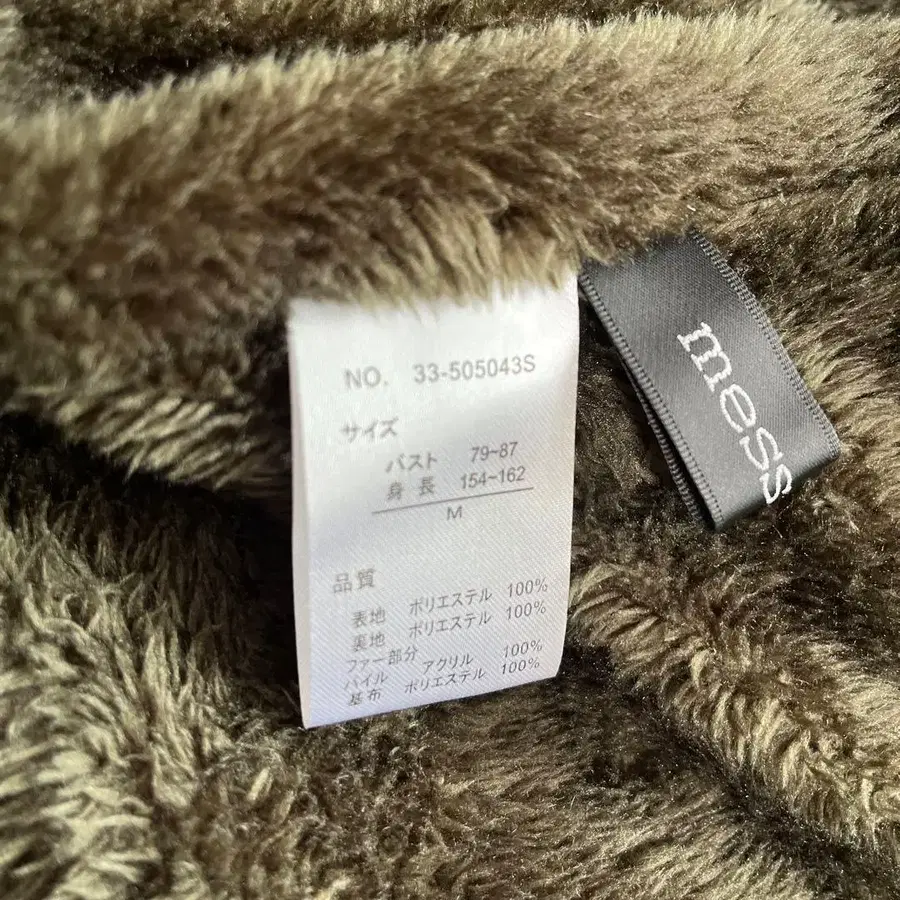 NO. 33-505043S
サイズ
バスト 79~87
身長 154~162
M
品質
表地 ポリエステル 100%
裏地 ポリエステル 100%
ファー部分
パイル アクリル 100%
基布 ポリエステル 100%
mess